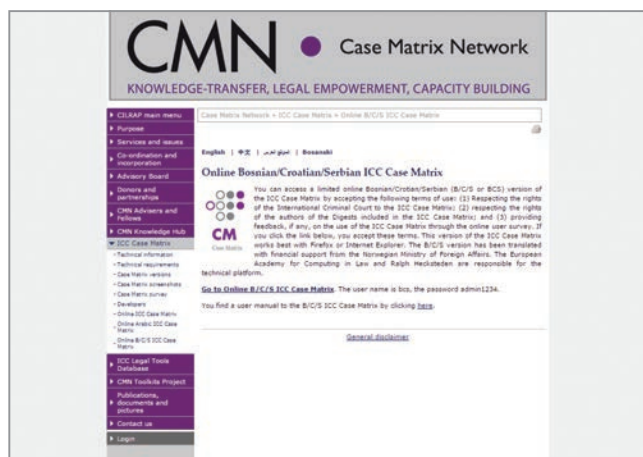 CMN
Case Matrix Network
KNOWLEDGE-TRANSFER, LEGAL EMPOWERMENT, CAPACITY BUILDING
CILRAP main menu
Purpose
Services and issues
Co-ordination and
incorporation
Advisory Board
Donors and
partnerships
CMN Advisers and
Fellows
CMN Knowledge Hub
ICC Case Matrix
- Technical information
- Technical requirements
- Case Matrix versions
- Case Matrix screenshots
- Case Matrix survey
- Developers
- Online ICC Case Matrix
- Online Arabic ICC Case
Matrix
- Online B/C/S ICC Case
Matrix
ICC Legal Tools
Database
CMN Toolkits Project
Publications,
documents and
pictures
Contact us
Login
Case Matrix Network » ICC Case Matrix » Online B/C/S ICC Case Matrix
English | 中文 | | Bosanski
Online Bosnian/Croatian/Serbian ICC Case Matrix
CM
Case Matrix
You can access a limited online Bosnian/Crotian/Serbian (B/C/S or BCS) version of
the ICC Case Matrix by accepting the following terms of use: (1) Respecting the rights
of the International Criminal Court to the ICC Case Matrix; (2) respecting the rights
of the authors of the Digests included in the ICC Case Matrix; and (3) providing
feedback, if any, on the use of the ICC Case Matrix through the online user survey. If
you click the link below, you accept these terms. This version of the ICC Case Matrix
works best with Firefox or Internet Explorer. The B/C/S version has been translated
with financial support from the Norwegian Ministry of Foreign Affairs. The European
Academy for Computing in Law and Ralph Hecksteden are responsible for the
technical platform.
Go to Online B/C/S ICC Case Matrix. The user name is bcs, the password admin1234.
You find a user manual to the B/C/S ICC Case Matrix by clicking here.
General disclaimer